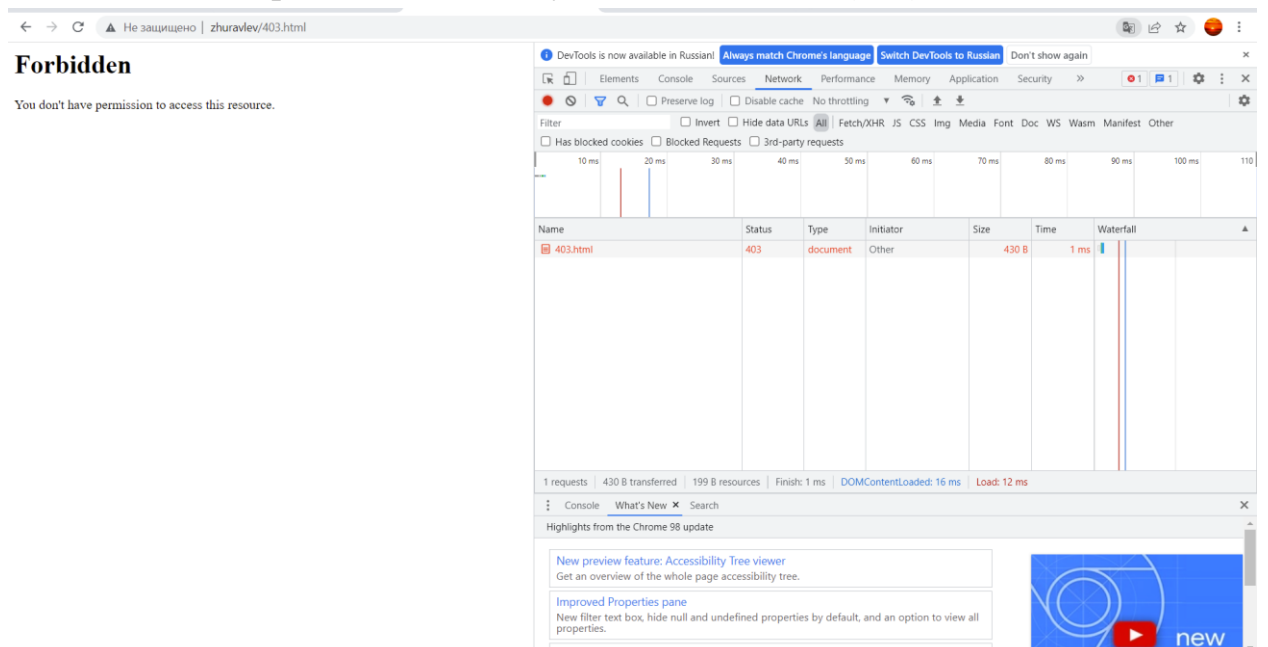 Не защищено | zhuravlev/403.html
Forbidden
You don't have permission to access this resource.
DevTools is now available in Russian! Always match Chrome's language Switch DevTools to Russian Don't show again
Elements Console Sources Network Performance Memory Application Security 1 1
Preserve log Disable cache No throttling
Filter Invert Hide data URLs All Fetch/XHR JS CSS Img Media Font Doc WS Wasm Manifest Other
Has blocked cookies Blocked Requests 3rd-party requests
10 ms 20 ms 30 ms 40 ms 50 ms 60 ms 70 ms 80 ms 90 ms 100 ms 110
Name Status Type Initiator Size Time Waterfall
403.html 403 document Other 430 B 1 ms
1 requests 430 B transferred 199 B resources Finish: 1 ms DOMContentLoaded: 16 ms Load: 12 ms
Console What's New Search
Highlights from the Chrome 98 update
New preview feature: Accessibility Tree viewer
Get an overview of the whole page accessibility tree.
Improved Properties pane
New filter text box, hide null and undefined properties by default, and an option to view all
properties.
new